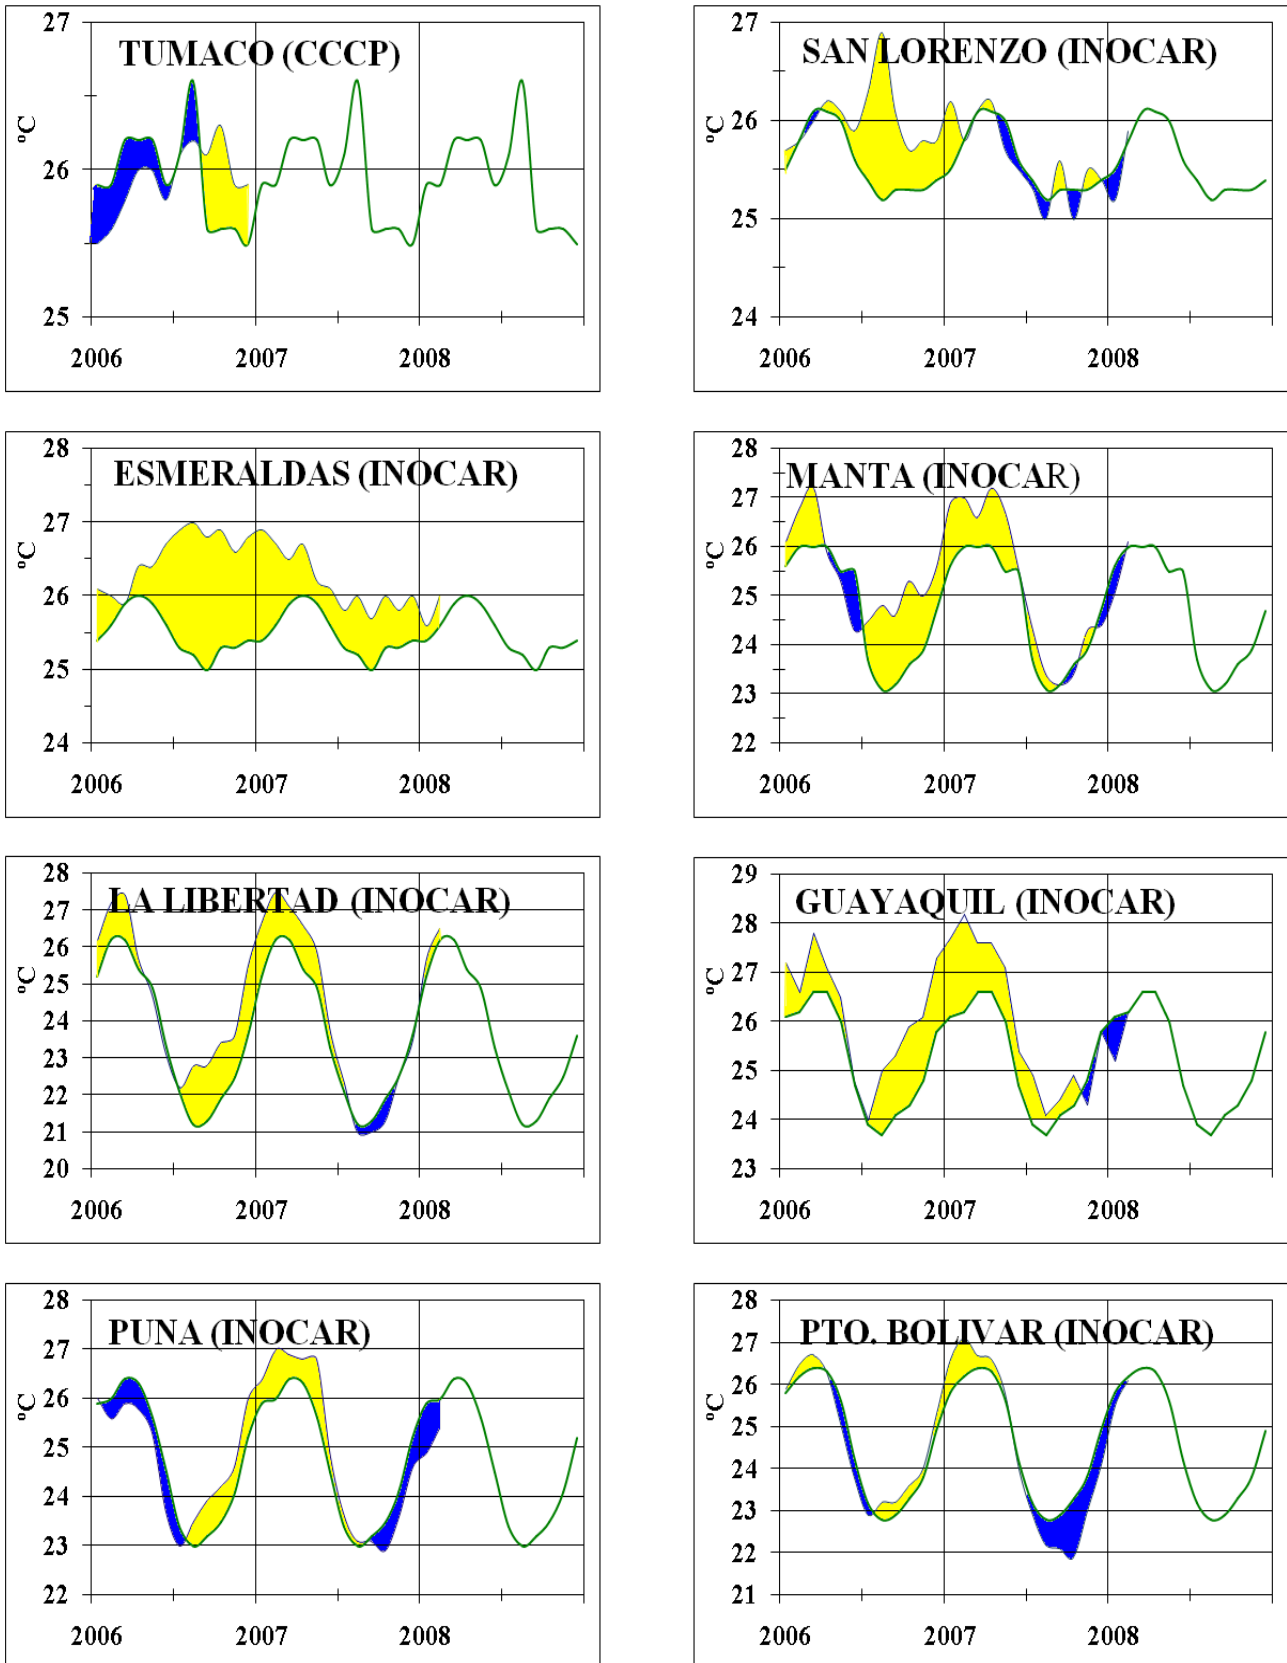 TUMACO (CCCP)
°C
27
26
25
2006 2007 2008
SAN LORENZO (INOCAR)
°C
27
26
25
24
2006 2007 2008
ESMERALDAS (INOCAR)
°C
28
27
26
25
24
2006 2007 2008
MANTA (INOCAR)
°C
28
27
26
25
24
23
22
2006 2007 2008
LA LIBERTAD (INOCAR)
°C
28
27
26
25
24
23
22
21
20
2006 2007 2008
GUAYAQUIL (INOCAR)
°C
29
28
27
26
25
24
23
2006 2007 2008
PUNA (INOCAR)
°C
28
27
26
25
24
23
22
2006 2007 2008
PTO. BOLIVAR (INOCAR)
°C
28
27
26
25
24
23
22
21
2006 2007 2008